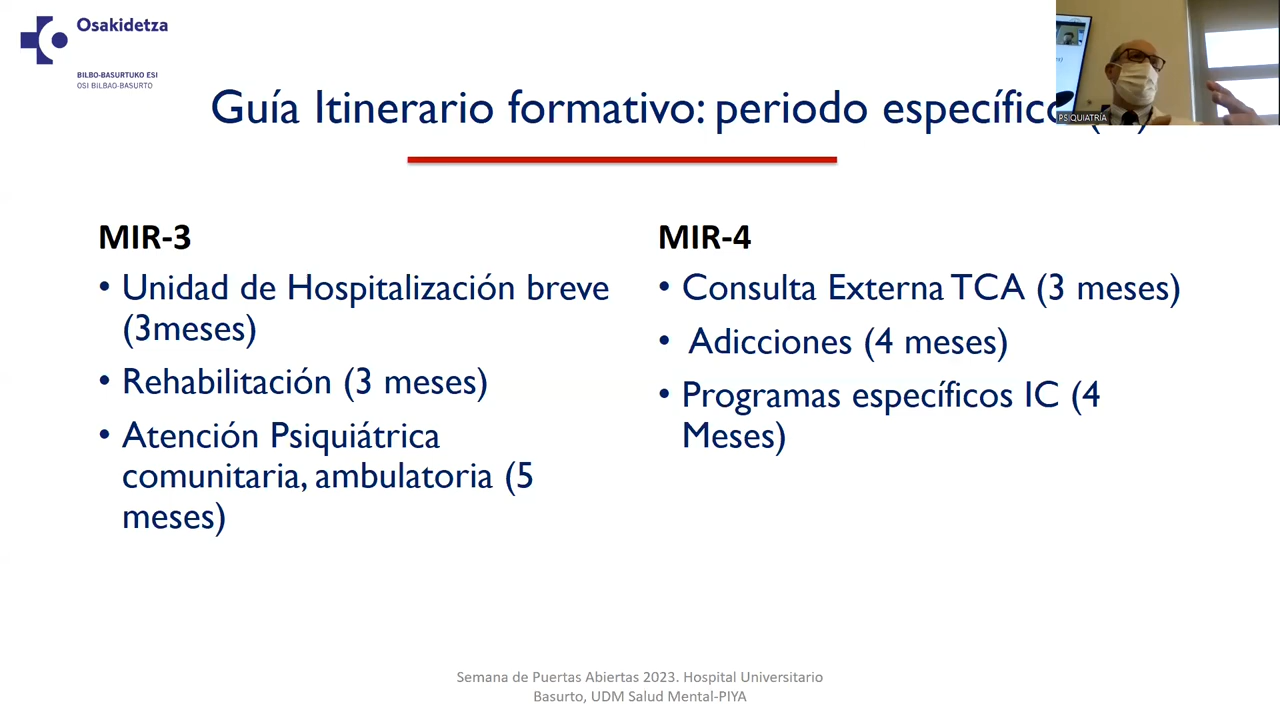 Osakidetza
BILBO-BASURTUKO ESI
OSI BILBAO-BASURTO
Guía Itinerario formativo: periodo específico
PSIQUIATRÍA
MIR-3
• Unidad de Hospitalización breve
(3meses)
• Rehabilitación (3 meses)
• Atención Psiquiátrica
comunitaria, ambulatoria (5
meses)
MIR-4
• Consulta Externa TCA (3 meses)
• Adicciones (4 meses)
• Programas específicos IC (4
Meses)
Semana de Puertas Abiertas 2023. Hospital Universitario
Basurto, UDM Salud Mental-PIYA